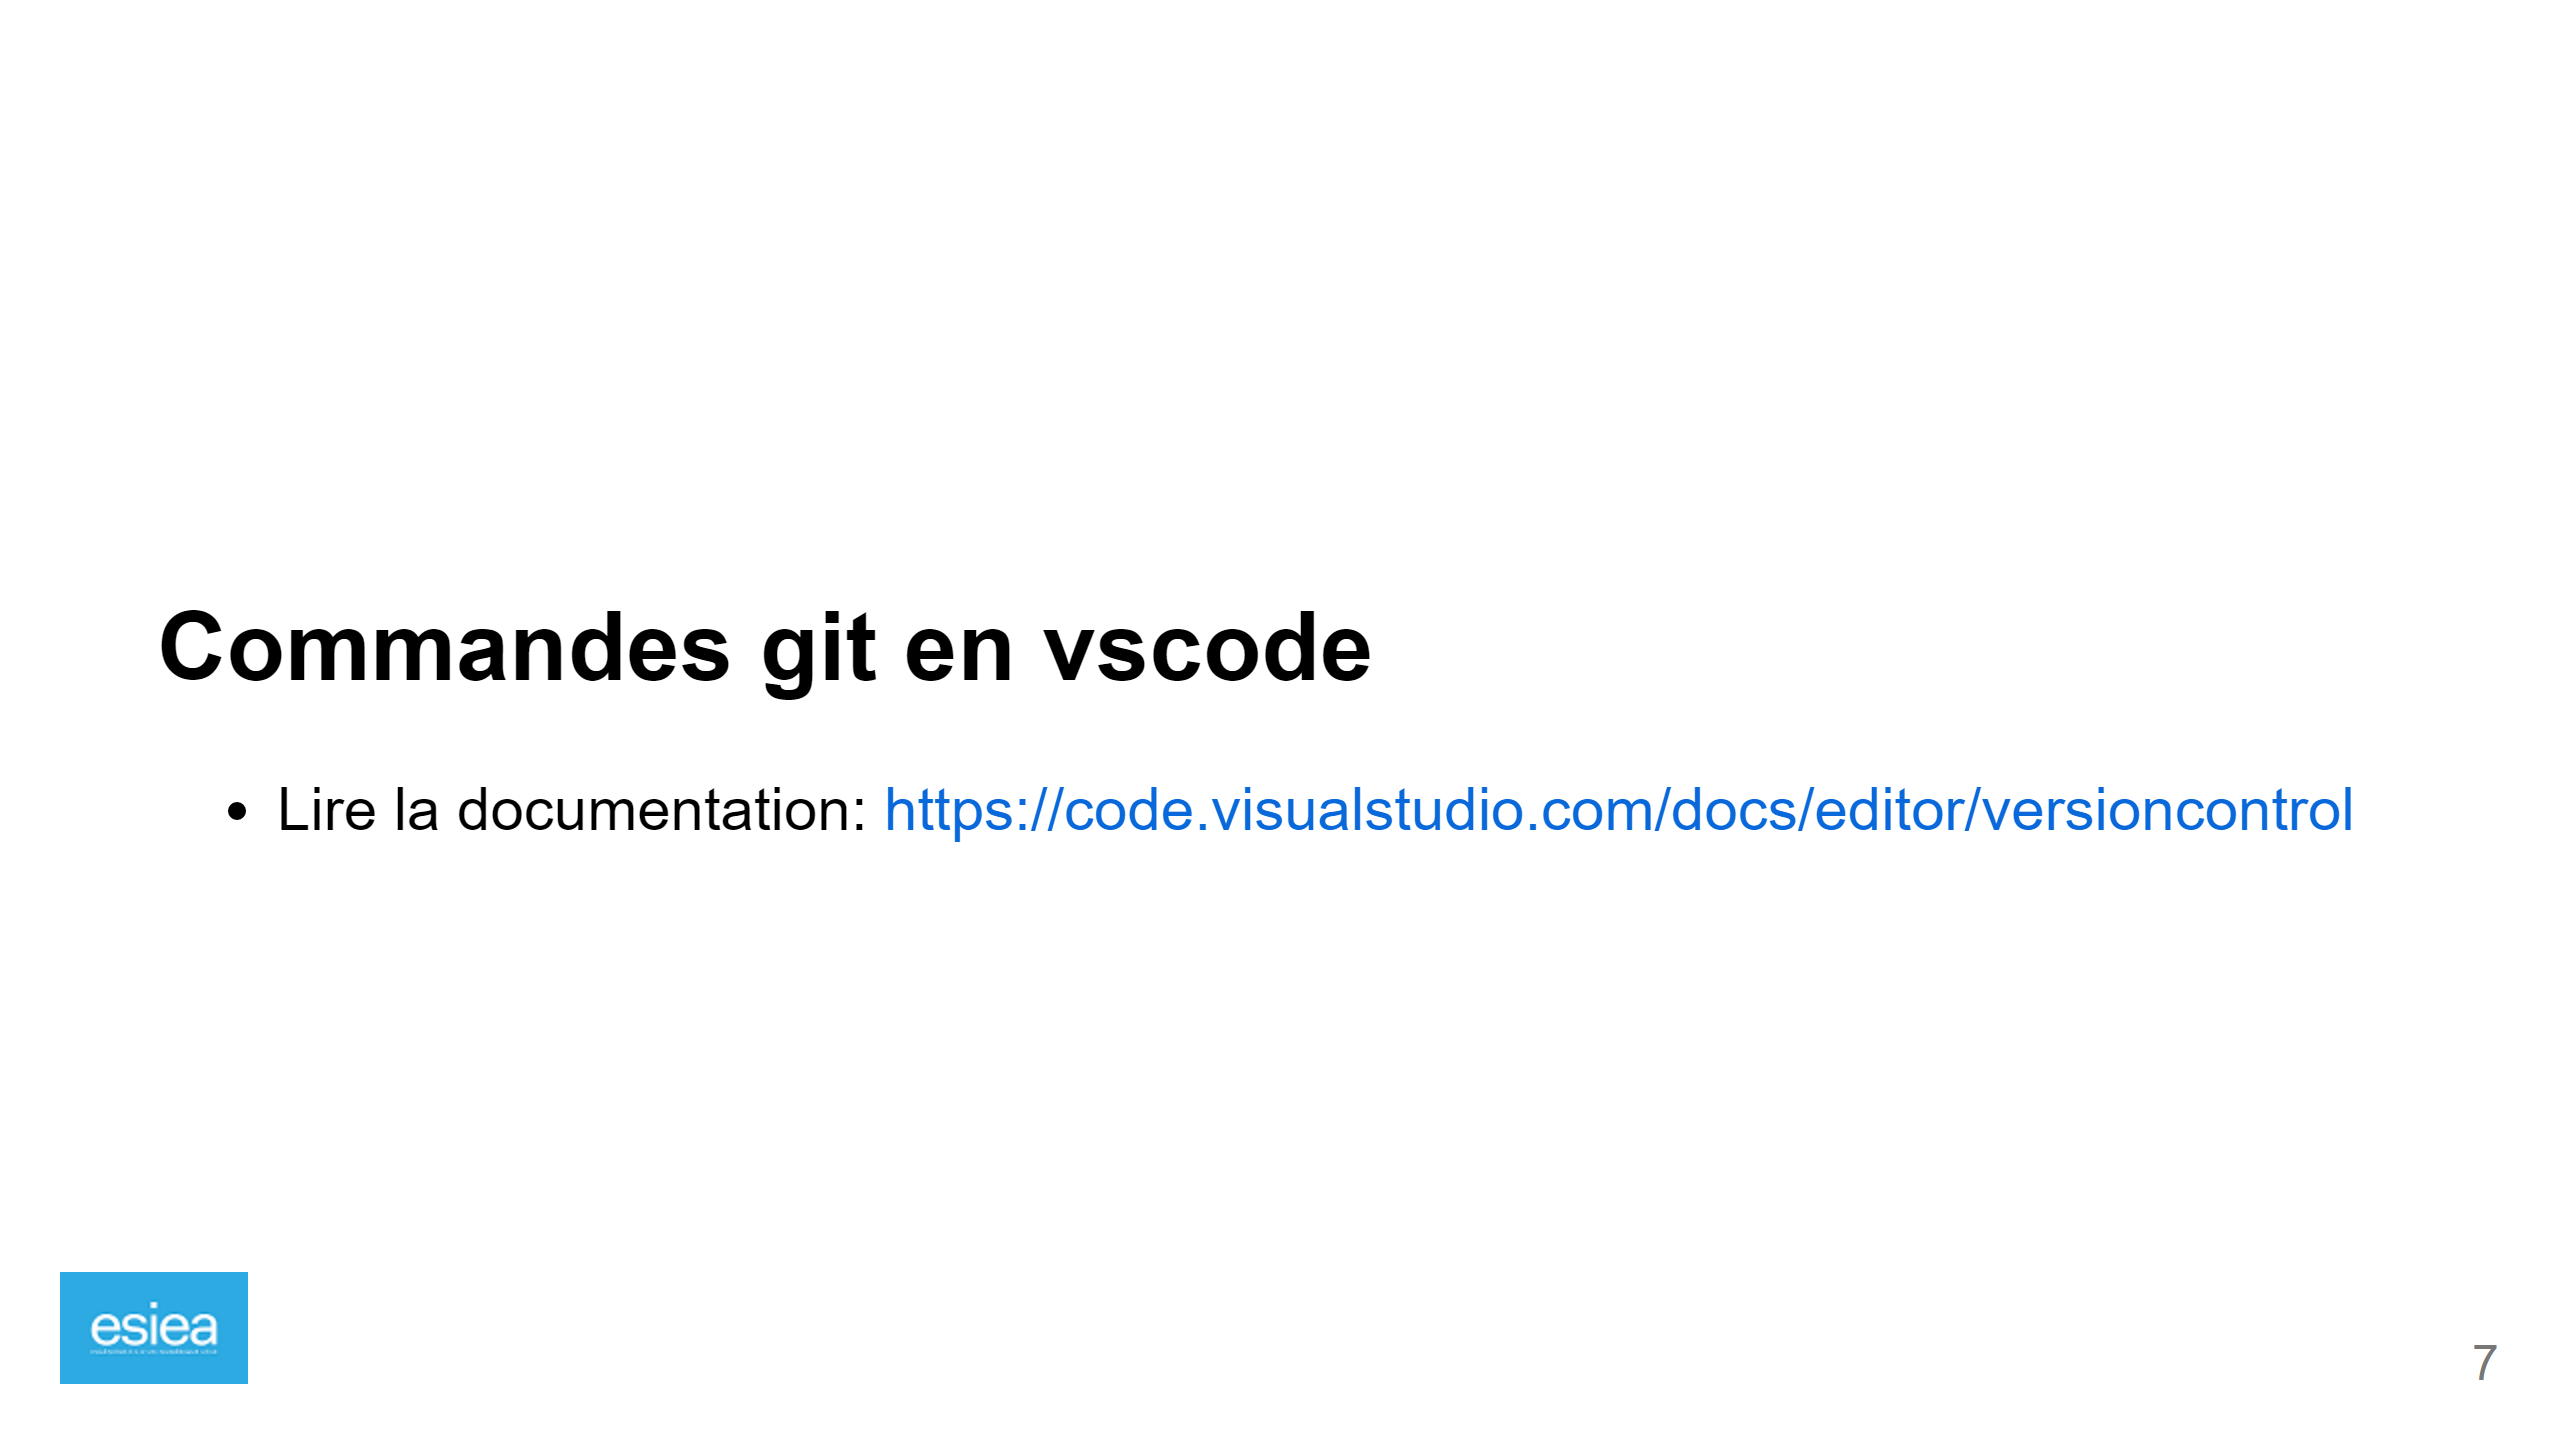 Commandes git en vscode
• Lire la documentation: https://code.visualstudio.com/docs/editor/versioncontrol
esiea
7